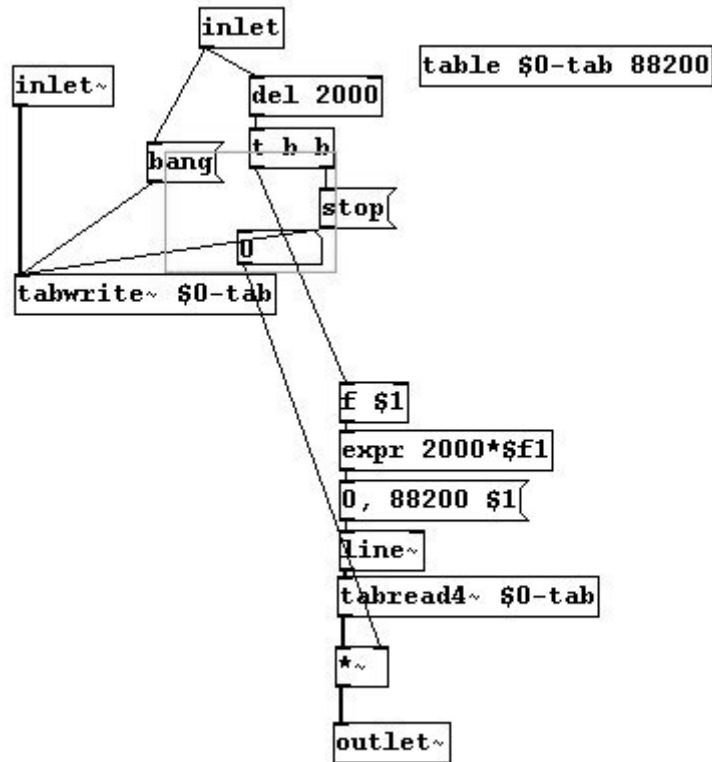 inlet
table $0-tab 88200
inlet~
del 2000
t b b
bang
stop
0
tabwrite~ $0-tab
f $1
expr 2000*$f1
0, 88200 $1
line~
tabread4~ $0-tab
*~
outlet~